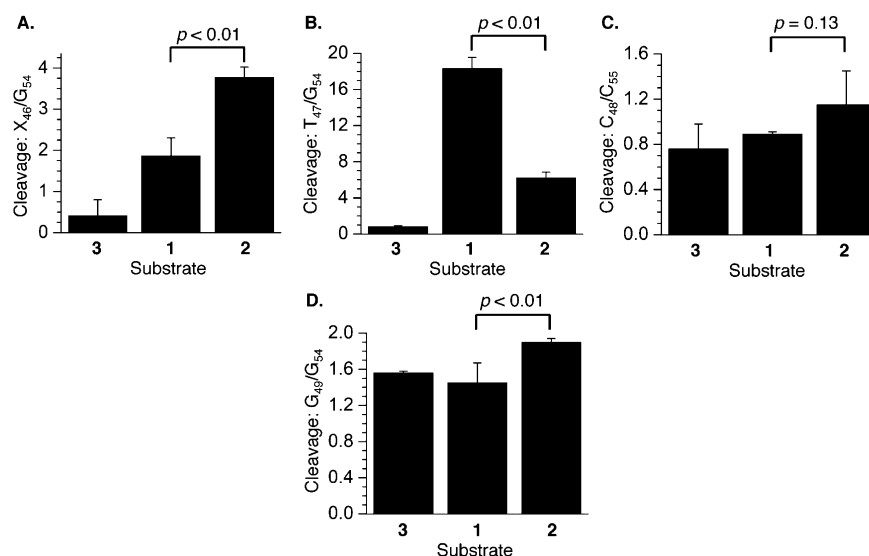 A.
p < 0.01
Cleavage: X46/G54
4
3
2
1
0
3 1 2
Substrate
B.
p < 0.01
Cleavage: T47/G54
20
16
12
8
4
0
3 1 2
Substrate
C.
p = 0.13
Cleavage: C48/C55
1.6
1.2
0.8
0.4
0.0
3 1 2
Substrate
D.
p < 0.01
Cleavage: G49/G54
2.0
1.6
1.2
0.8
0.4
0.0
3 1 2
Substrate